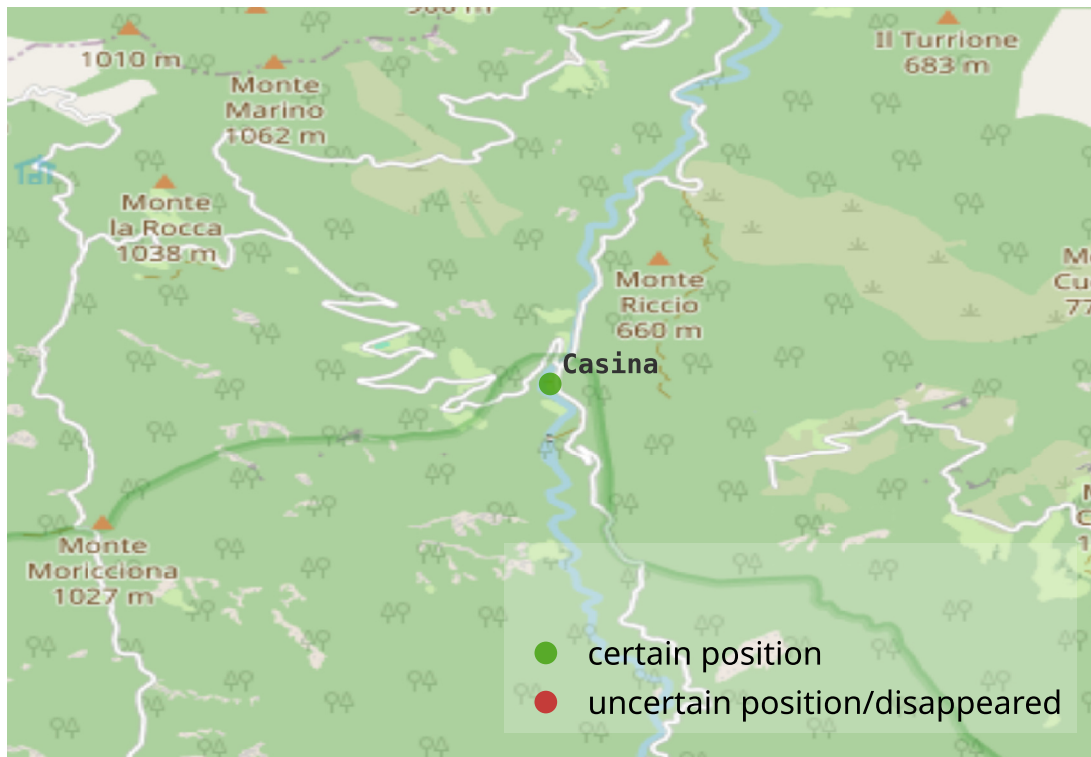 Il Turrione
683 m
1010 m
Monte
Marino
1062 m
Monte
la Rocca
1038 m
Monte
Riccio
660 m
Casina
Monte
Moricciona
1027 m
certain position
uncertain position/disappeared